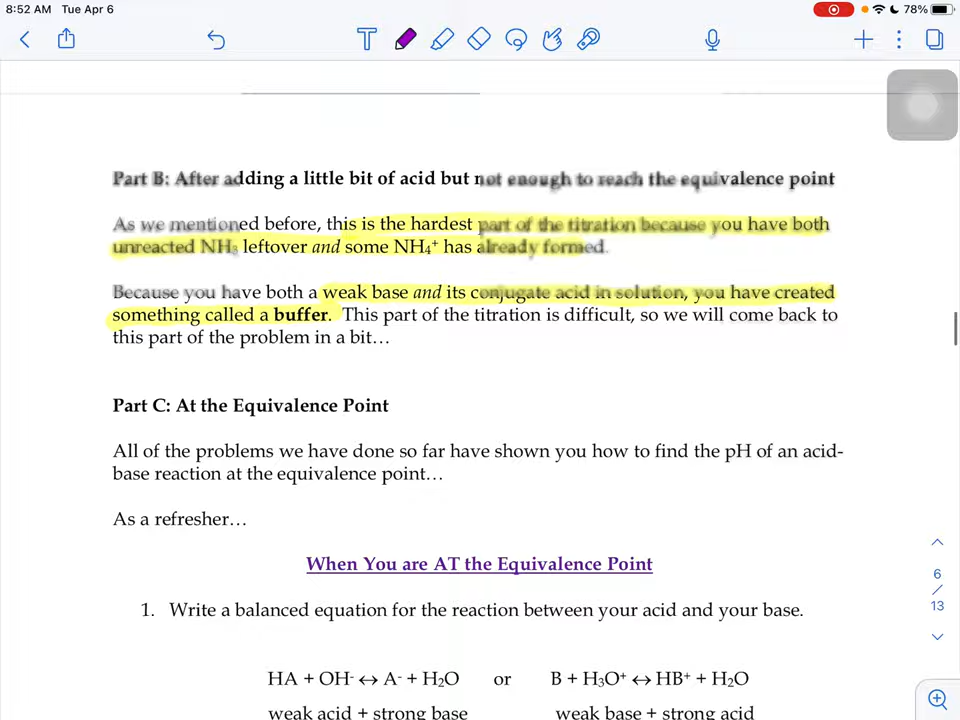 8:52 AM Tue Apr 6
78%
Part B: After adding a little bit of acid but not enough to reach the equivalence point
As we mentioned before, this is the hardest part of the titration because you have both
unreacted NH₃ leftover and some NH₄⁺ has already formed.
Because you have both a weak base and its conjugate acid in solution, you have created
something called a buffer. This part of the titration is difficult, so we will come back to
this part of the problem in a bit…
Part C: At the Equivalence Point
All of the problems we have done so far have shown you how to find the pH of an acid-
base reaction at the equivalence point…
As a refresher…
When You are AT the Equivalence Point
1. Write a balanced equation for the reaction between your acid and your base.
HA + OH⁻ ↔ A⁻ + H₂O or B + H₃O⁺ ↔ HB⁺ + H₂O
weak acid + strong base weak base + strong acid
6
/
13